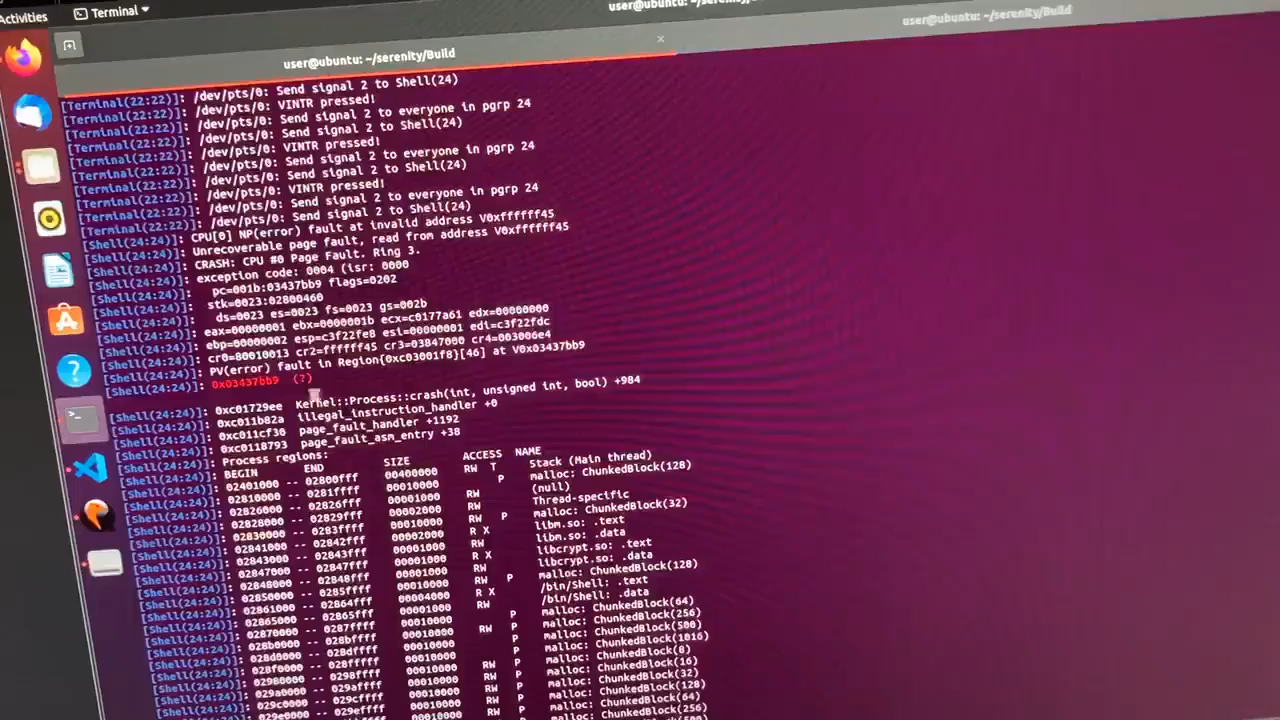 Activities
Terminal
user@ubuntu: ~/serenity/Build
user@ubuntu: ~/serenity/Build
user@ubuntu: ~/serenity/Build
[Terminal(22:22)]: /dev/pts/0: Send signal 2 to Shell(24)
[Terminal(22:22)]: /dev/pts/0: VINTR pressed!
[Terminal(22:22)]: /dev/pts/0: Send signal 2 to everyone in pgrp 24
[Terminal(22:22)]: /dev/pts/0: Send signal 2 to Shell(24)
[Terminal(22:22)]: /dev/pts/0: VINTR pressed!
[Terminal(22:22)]: /dev/pts/0: Send signal 2 to everyone in pgrp 24
[Terminal(22:22)]: /dev/pts/0: Send signal 2 to Shell(24)
[Terminal(22:22)]: /dev/pts/0: VINTR pressed!
[Terminal(22:22)]: /dev/pts/0: Send signal 2 to everyone in pgrp 24
[Terminal(22:22)]: /dev/pts/0: Send signal 2 to Shell(24)
[Shell(24:24)]: CPU[0] NP(error) fault at invalid address V0xffffff45
[Shell(24:24)]: Unrecoverable page fault, read from address V0xffffff45
[Shell(24:24)]: CRASH: CPU #0 Page Fault. Ring 3.
[Shell(24:24)]: exception code: 0004 (isr: 0000
[Shell(24:24)]: pc=001b:03437bb9 flags=0202
[Shell(24:24)]: stk=0023:02800460
[Shell(24:24)]: ds=0023 es=0023 fs=0023 gs=002b
[Shell(24:24)]: eax=00000001 ebx=0000001b ecx=c0177a61 edx=00000000
[Shell(24:24)]: ebp=00000002 esp=c3f22fe8 esi=00000001 edi=c3f22fdc
[Shell(24:24)]: cr0=80010013 cr2=ffffff45 cr3=03847000 cr4=003006e4
[Shell(24:24)]: PV(error) fault in Region{0xc03001f8}[46] at V0x03437bb9
[Shell(24:24)]: 0x03437bb9 (?)
[Shell(24:24)]: 0xc01729ee Kernel::Process::crash(int, unsigned int, bool) +984
[Shell(24:24)]: 0xc011b82a illegal_instruction_handler +0
[Shell(24:24)]: 0xc011cf30 page_fault_handler +1192
[Shell(24:24)]: 0xc0118793 page_fault_asm_entry +38
[Shell(24:24)]: Process regions:
[Shell(24:24)]: BEGIN END SIZE ACCESS NAME
[Shell(24:24)]: 02401000 -- 02800fff 00400000 RW T Stack (Main thread)
[Shell(24:24)]: 02810000 -- 0281ffff 00010000 P malloc: ChunkedBlock(128)
[Shell(24:24)]: 02826000 -- 02826fff 00001000 RW (null)
[Shell(24:24)]: 02828000 -- 02829fff 00002000 RW Thread-specific
[Shell(24:24)]: 02830000 -- 0283ffff 00010000 RW P malloc: ChunkedBlock(32)
[Shell(24:24)]: 02841000 -- 02842fff 00002000 R X libm.so: .text
[Shell(24:24)]: 02843000 -- 02843fff 00001000 RW libm.so: .data
[Shell(24:24)]: 02847000 -- 02847fff 00001000 R X libcrypt.so: .text
[Shell(24:24)]: 02848000 -- 02848fff 00001000 RW libcrypt.so: .data
[Shell(24:24)]: 02850000 -- 0285ffff 00010000 RW P malloc: ChunkedBlock(128)
[Shell(24:24)]: 02861000 -- 02864fff 00004000 R X /bin/Shell: .text
[Shell(24:24)]: 02865000 -- 02865fff 00001000 RW /bin/Shell: .data
[Shell(24:24)]: 02870000 -- 0287ffff 00010000 P malloc: ChunkedBlock(64)
[Shell(24:24)]: 028b0000 -- 028bffff 00010000 RW P malloc: ChunkedBlock(256)
[Shell(24:24)]: 028d0000 -- 028dffff 00010000 P malloc: ChunkedBlock(500)
[Shell(24:24)]: 028f0000 -- 028fffff 00010000 P malloc: ChunkedBlock(1016)
[Shell(24:24)]: 02980000 -- 0298ffff 00010000 RW P malloc: ChunkedBlock(8)
[Shell(24:24)]: 029a0000 -- 029affff 00010000 RW P malloc: ChunkedBlock(16)
[Shell(24:24)]: 029c0000 -- 029cffff 00010000 RW P malloc: ChunkedBlock(32)
[Shell(24:24)]: 029e0000 -- 029effff 00010000 RW P malloc: ChunkedBlock(128)
malloc: ChunkedBlock(64)
malloc: ChunkedBlock(256)